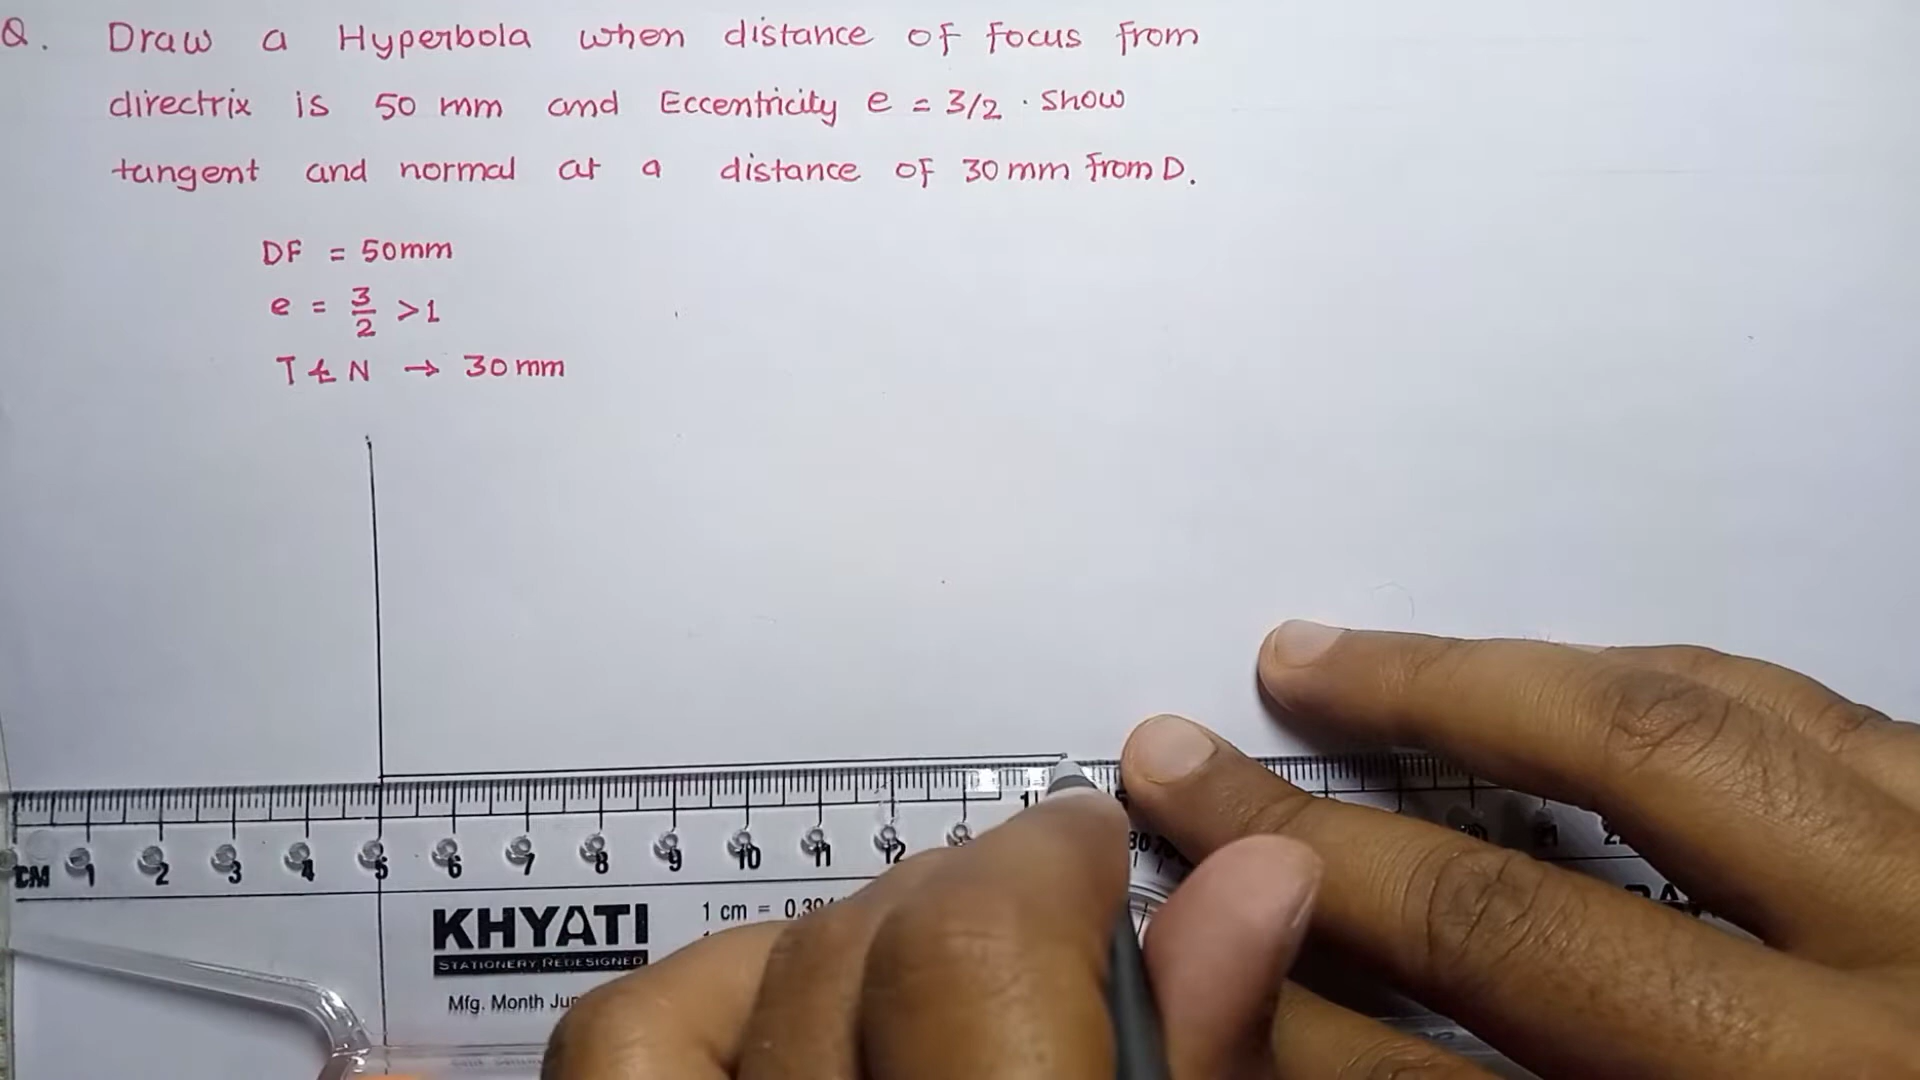 Q. Draw a Hyperbola when distance of focus from
directrix is 50 mm and Eccentricity e = 3/2 . Show
tangent and normal at a distance of 30 mm from D.
DF = 50mm
e = 3/2 >1
T & N → 30 mm
CM 1 2 3 4 5 6 7 8 9 10 11 12
KHYATI
STATIONERY REDESIGNED
1 cm =
Mfg. Month